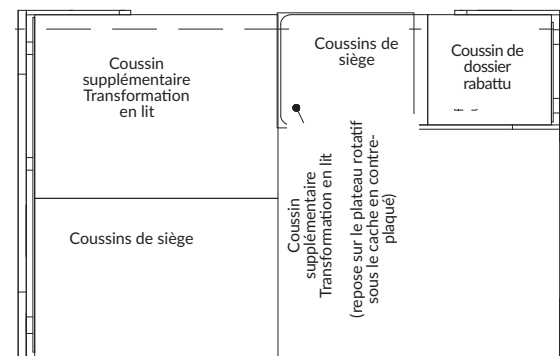 Coussin
supplémentaire
Transformation
en lit
Coussins de
siège
Coussin de
dossier
rabattu
Coussins de siège
Coussin
supplémentaire
Transformation en lit
(repose sur le plateau rotatif
sous le cache en contre-
plaqué)